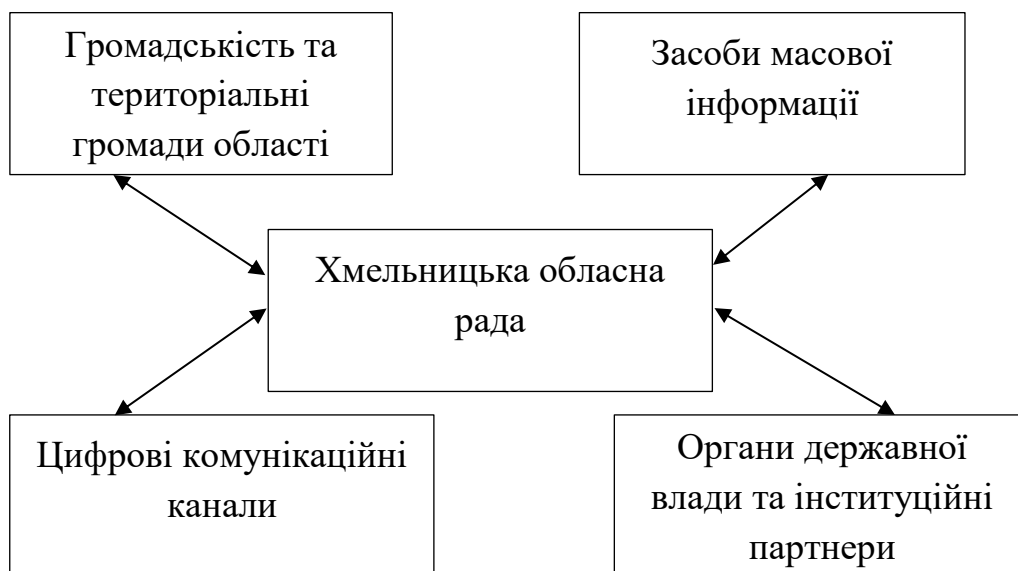 Громадськість та
територіальні
громади області
Засоби масової
інформації
Хмельницька обласна
рада
Цифрові комунікаційні
канали
Органи державної
влади та інституційні
партнери